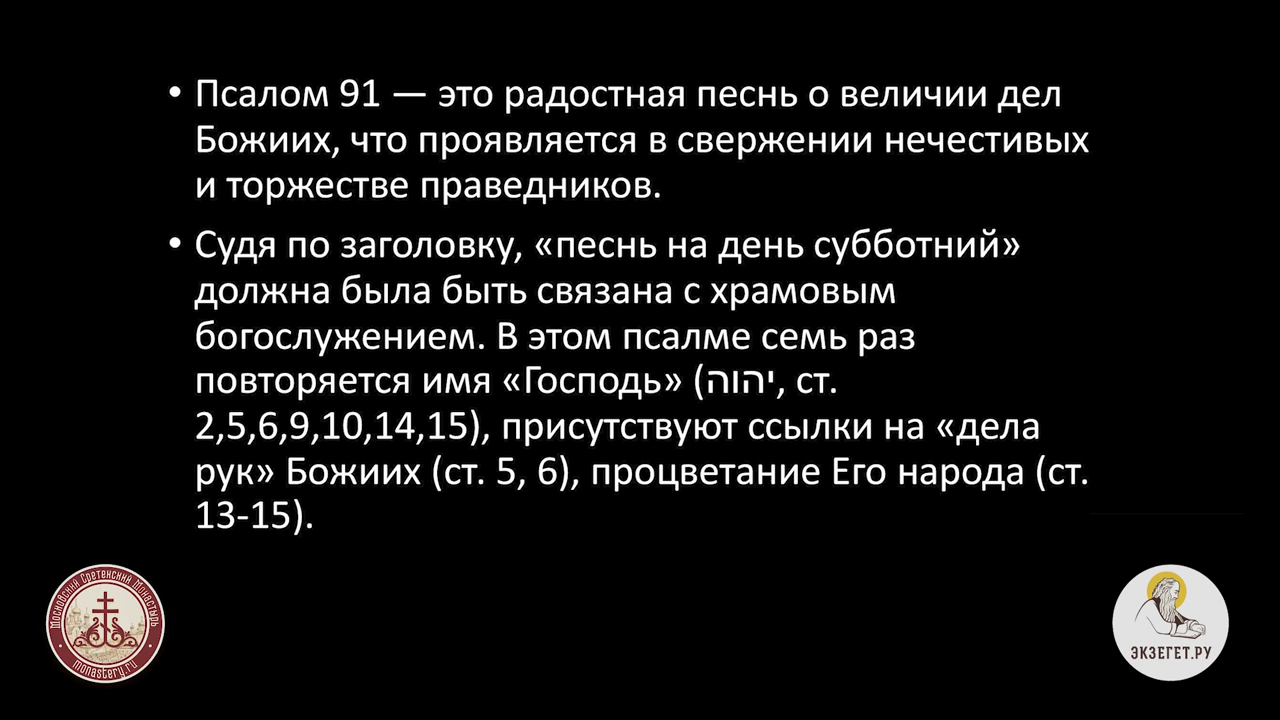 • Псалом 91 — это радостная песнь о величии дел
Божиих, что проявляется в свержении нечестивых
и торжестве праведников.
• Судя по заголовку, «песнь на день субботний»
должна была быть связана с храмовым
богослужением. В этом псалме семь раз
повторяется имя «Господь» (יהוה, ст.
2,5,6,9,10,14,15), присутствуют ссылки на «дела
рук» Божиих (ст. 5, 6), процветание Его народа (ст.
13-15).
Московский Сретенский Монастырь
monastery.ru
ЭКЗЕГЕТ.РУ